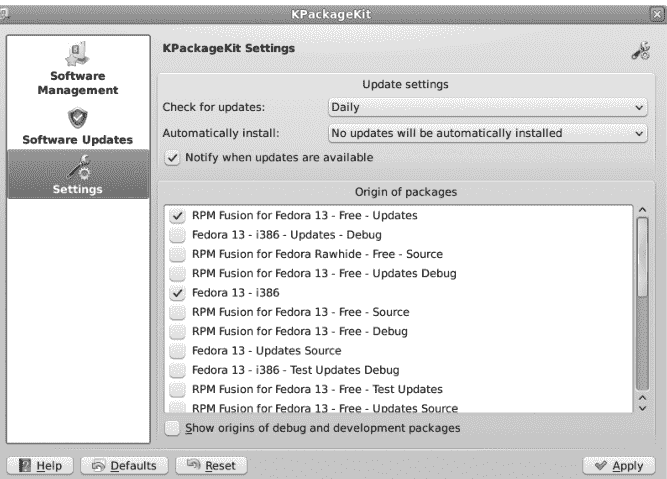 KPackageKit
Software
Management
Software Updates
Settings
KPackageKit Settings
Update settings
Check for updates: Daily
Automatically install: No updates will be automatically installed
Notify when updates are available
Origin of packages
RPM Fusion for Fedora 13 - Free - Updates
Fedora 13 - i386 - Updates - Debug
RPM Fusion for Fedora Rawhide - Free - Source
RPM Fusion for Fedora 13 - Free - Updates Debug
Fedora 13 - i386
RPM Fusion for Fedora 13 - Free - Source
RPM Fusion for Fedora 13 - Free - Debug
Fedora 13 - Updates Source
Fedora 13 - i386 - Test Updates Debug
RPM Fusion for Fedora 13 - Free - Test Updates
RPM Fusion for Fedora 13 - Free - Updates Source
Show origins of debug and development packages
Help Defaults Reset Apply